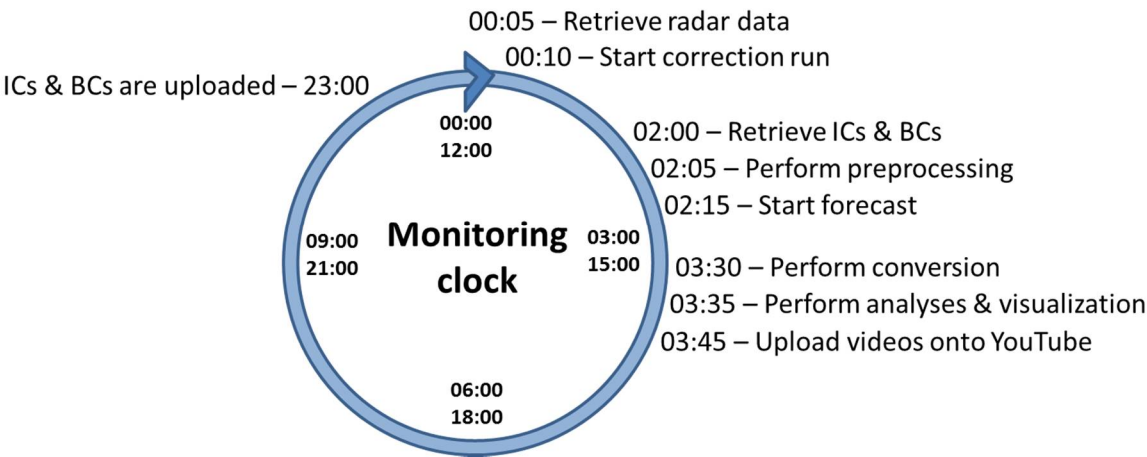 00:05 – Retrieve radar data
00:10 – Start correction run
ICs & BCs are uploaded – 23:00
00:00
12:00
02:00 – Retrieve ICs & BCs
02:05 – Perform preprocessing
02:15 – Start forecast
09:00
21:00
Monitoring
clock
03:00
15:00
03:30 – Perform conversion
03:35 – Perform analyses & visualization
03:45 – Upload videos onto YouTube
06:00
18:00